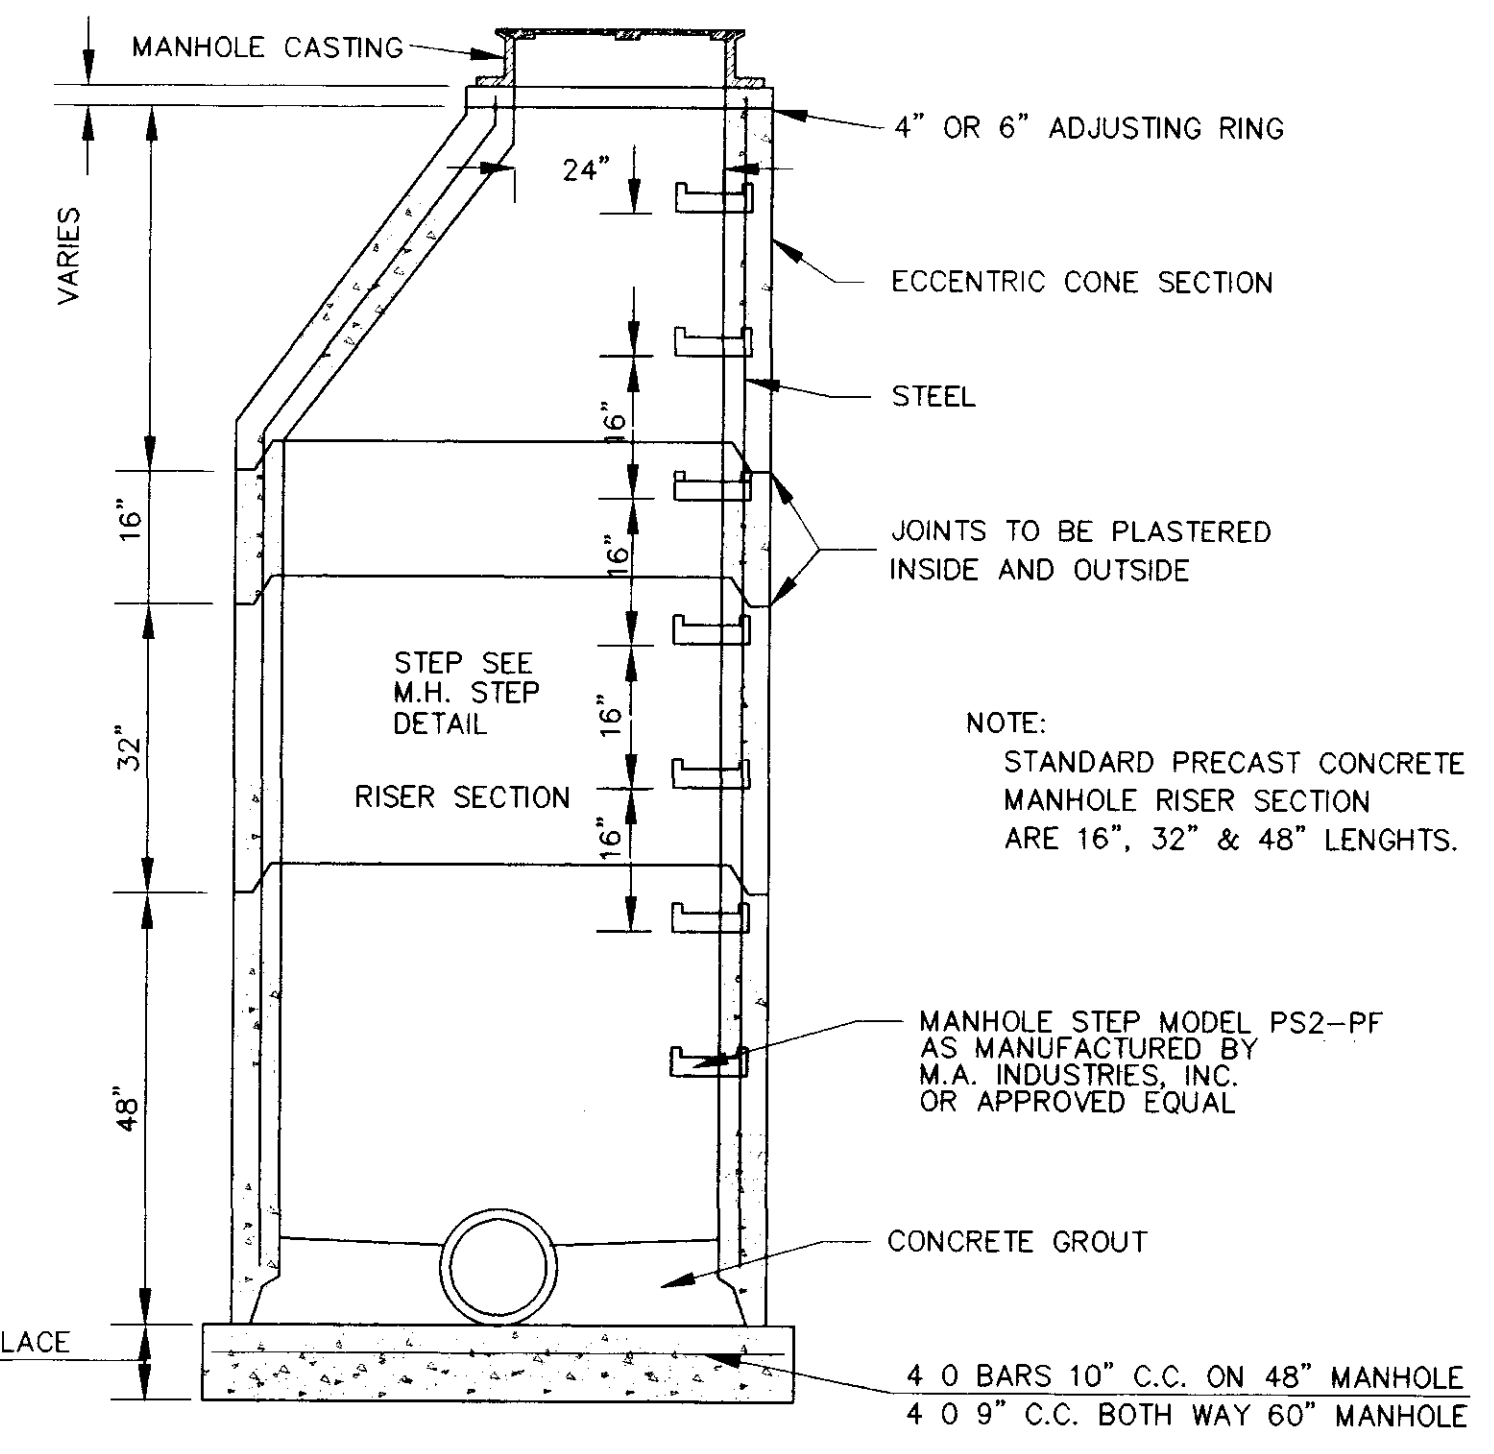 MANHOLE CASTING
4" OR 6" ADJUSTING RING
24"
VARIES
ECCENTRIC CONE SECTION
STEEL
16"
16"
JOINTS TO BE PLASTERED
INSIDE AND OUTSIDE
16"
STEP SEE
M.H. STEP
DETAIL
32"
16"
NOTE:
STANDARD PRECAST CONCRETE
MANHOLE RISER SECTION
ARE 16", 32" & 48" LENGHTS.
RISER SECTION
16"
MANHOLE STEP MODEL PS2-PF
AS MANUFACTURED BY
M.A. INDUSTRIES, INC.
OR APPROVED EQUAL
48"
CONCRETE GROUT
LACE
4 O BARS 10" C.C. ON 48" MANHOLE
4 O 9" C.C. BOTH WAY 60" MANHOLE